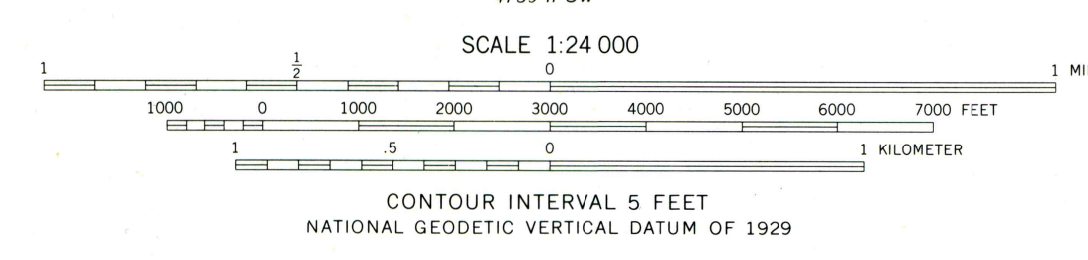 SCALE 1:24 000
1 1/2 0 1
1000 0 1000 2000 3000 4000 5000 6000 7000 FEET
1 .5 0 1 KILOMETER
CONTOUR INTERVAL 5 FEET
NATIONAL GEODETIC VERTICAL DATUM OF 1929